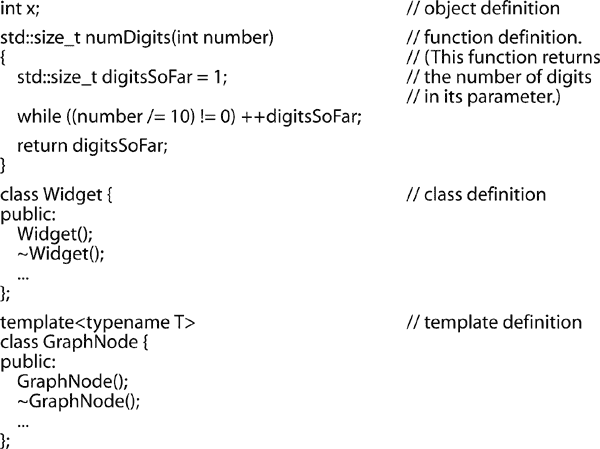 int x; // object definition
std::size_t numDigits(int number) // function definition.
{ // (This function returns
std::size_t digitsSoFar = 1; // the number of digits
// in its parameter.)
while ((number /= 10) != 0) ++digitsSoFar;
return digitsSoFar;
}
class Widget { // class definition
public:
Widget();
~Widget();
...
};
template<typename T> // template definition
class GraphNode {
public:
GraphNode();
~GraphNode();
...
};